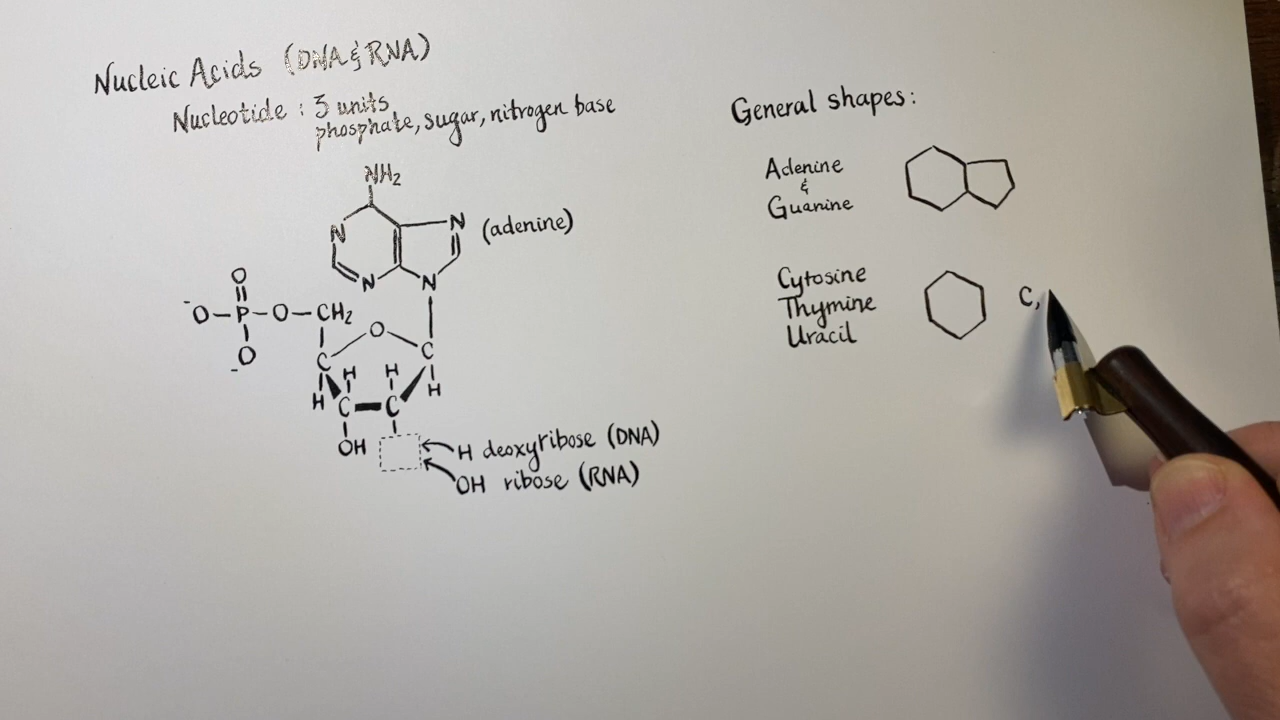 Nucleic Acids (DNA & RNA)
Nucleotide : 3 units
phosphate, sugar, nitrogen base
NH2
N N (adenine)
N N
O
-O-P-O-CH2
O-
O
C C
H H H H
C C
OH
H deoxyribose (DNA)
OH ribose (RNA)
General shapes:
Adenine
&
Guanine
Cytosine
Thymine
Uracil
C,